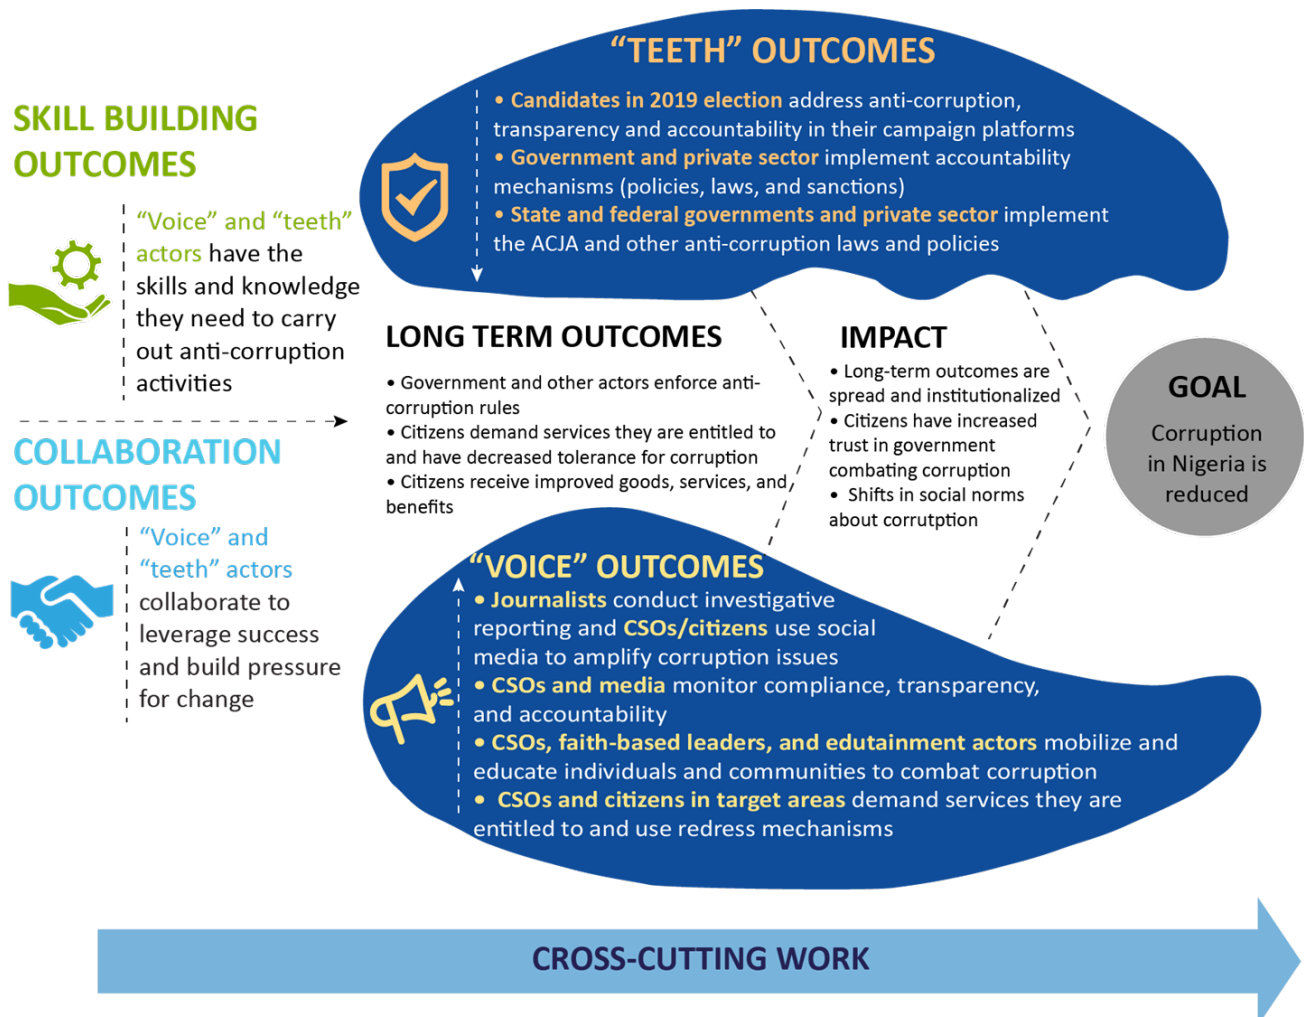 SKILL BUILDING
OUTCOMES
“Voice” and “teeth”
actors have the
skills and knowledge
they need to carry
out anti-corruption
activities
COLLABORATION
OUTCOMES
“Voice” and
“teeth” actors
collaborate to
leverage success
and build pressure
for change
“TEETH” OUTCOMES
• Candidates in 2019 election address anti-corruption,
transparency and accountability in their campaign platforms
• Government and private sector implement accountability
mechanisms (policies, laws, and sanctions)
• State and federal governments and private sector implement
the ACJA and other anti-corruption laws and policies
LONG TERM OUTCOMES
• Government and other actors enforce anti-
corruption rules
• Citizens demand services they are entitled to
and have decreased tolerance for corruption
• Citizens receive improved goods, services, and
benefits
IMPACT
• Long-term outcomes are
spread and institutionalized
• Citizens have increased
trust in government
combating corruption
• Shifts in social norms
about corrutption
GOAL
Corruption
in Nigeria is
reduced
“VOICE” OUTCOMES
• Journalists conduct investigative
reporting and CSOs/citizens use social
media to amplify corruption issues
• CSOs and media monitor compliance, transparency,
and accountability
• CSOs, faith-based leaders, and edutainment actors mobilize and
educate individuals and communities to combat corruption
• CSOs and citizens in target areas demand services they are
entitled to and use redress mechanisms
CROSS-CUTTING WORK